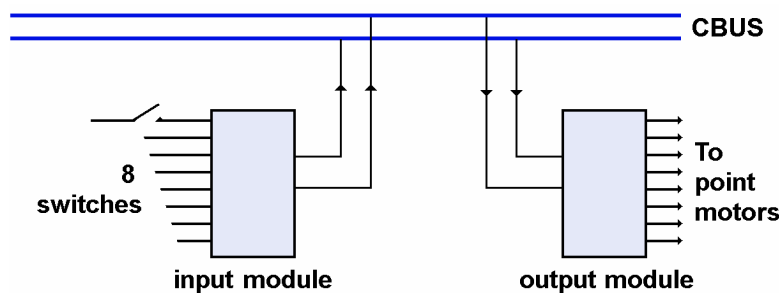 CBUS
8
switches
To
point
motors
input module
output module